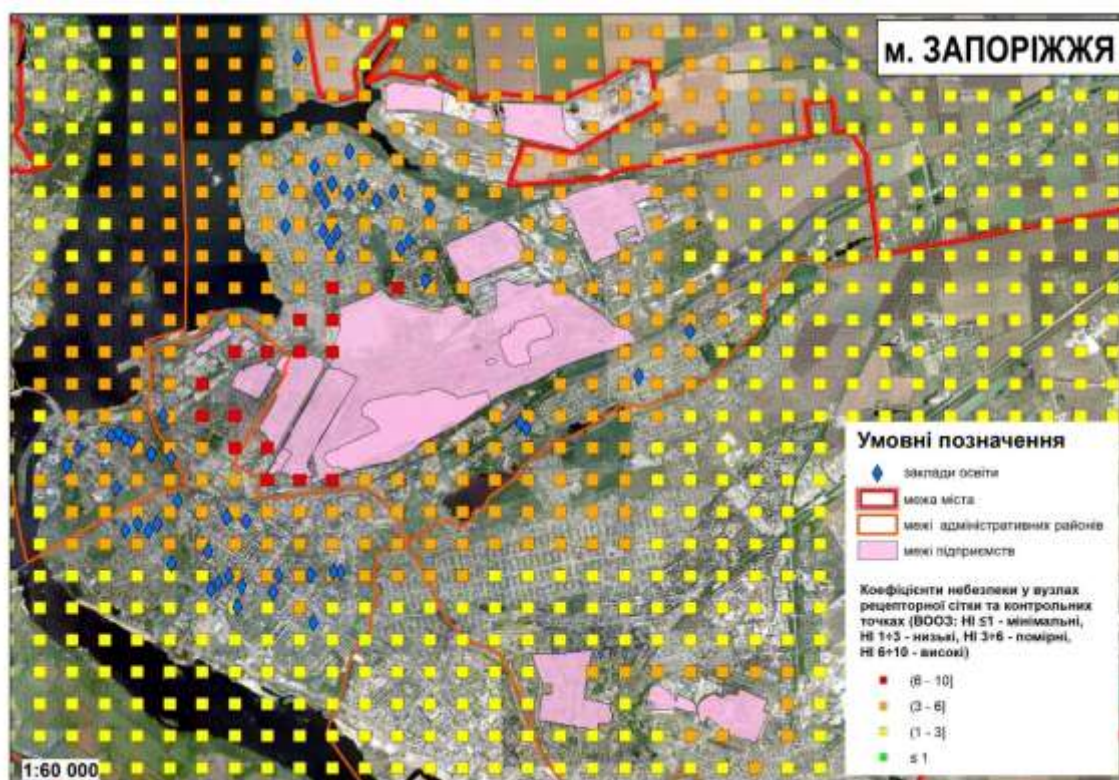 м. ЗАПОРІЖЖЯ
Умовні позначення
заклади освіти
межа міста
межі адміністративних районів
межі підприємств
Коефіцієнти небезпеки у вузлах
рецепторної сітки та контрольних
точках (ВООЗ: HI ≤1 - мінімальні,
HI 1÷3 - низькі, HI 3÷6 - помірні,
HI 6÷10 - високі)
(6 - 10]
(3 - 6]
(1 - 3]
≤ 1
1:60 000